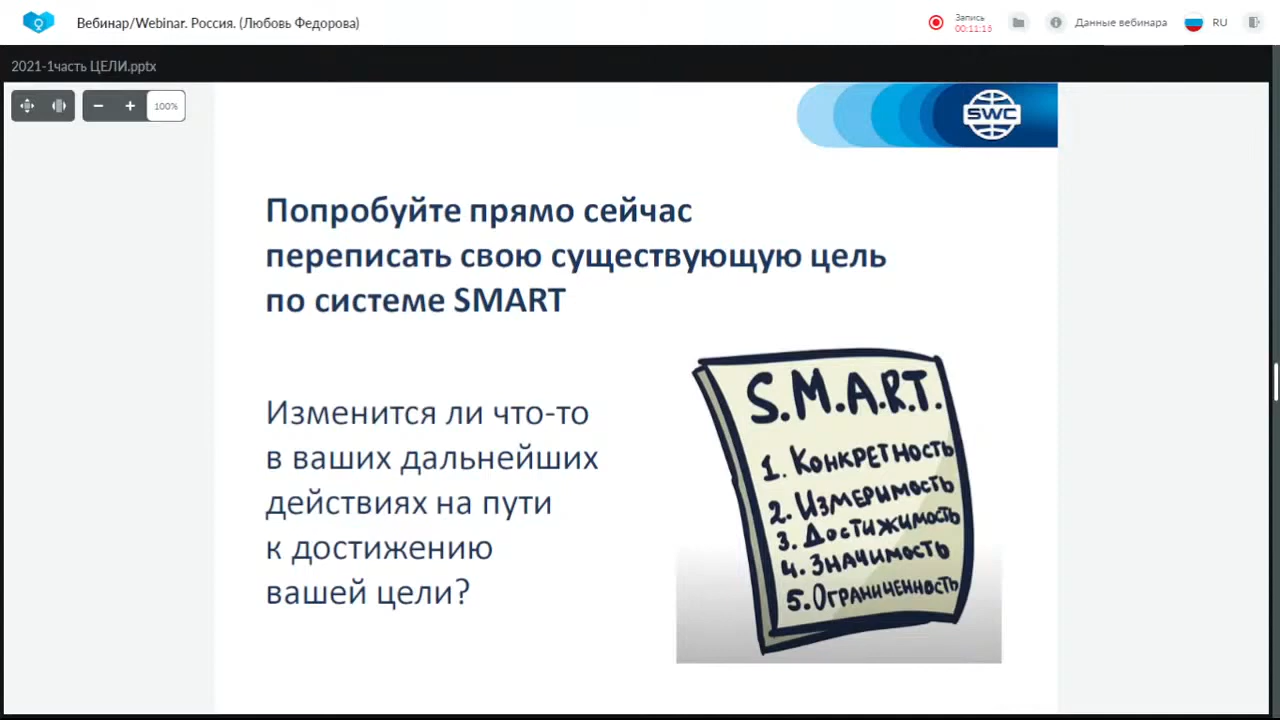 Вебинар/Webinar. Россия. (Любовь Федорова)
Запись
00:11:15
Данные вебинара
RU
2021-1часть ЦЕЛИ.pptx
100%
SWC
Попробуйте прямо сейчас
переписать свою существующую цель
по системе SMART
Изменится ли что-то
в ваших дальнейших
действиях на пути
к достижению
вашей цели?
S.M.A.R.T.
1. Конкретность
2. Измеримость
3. Достижимость
4. Значимость
5. Ограниченность